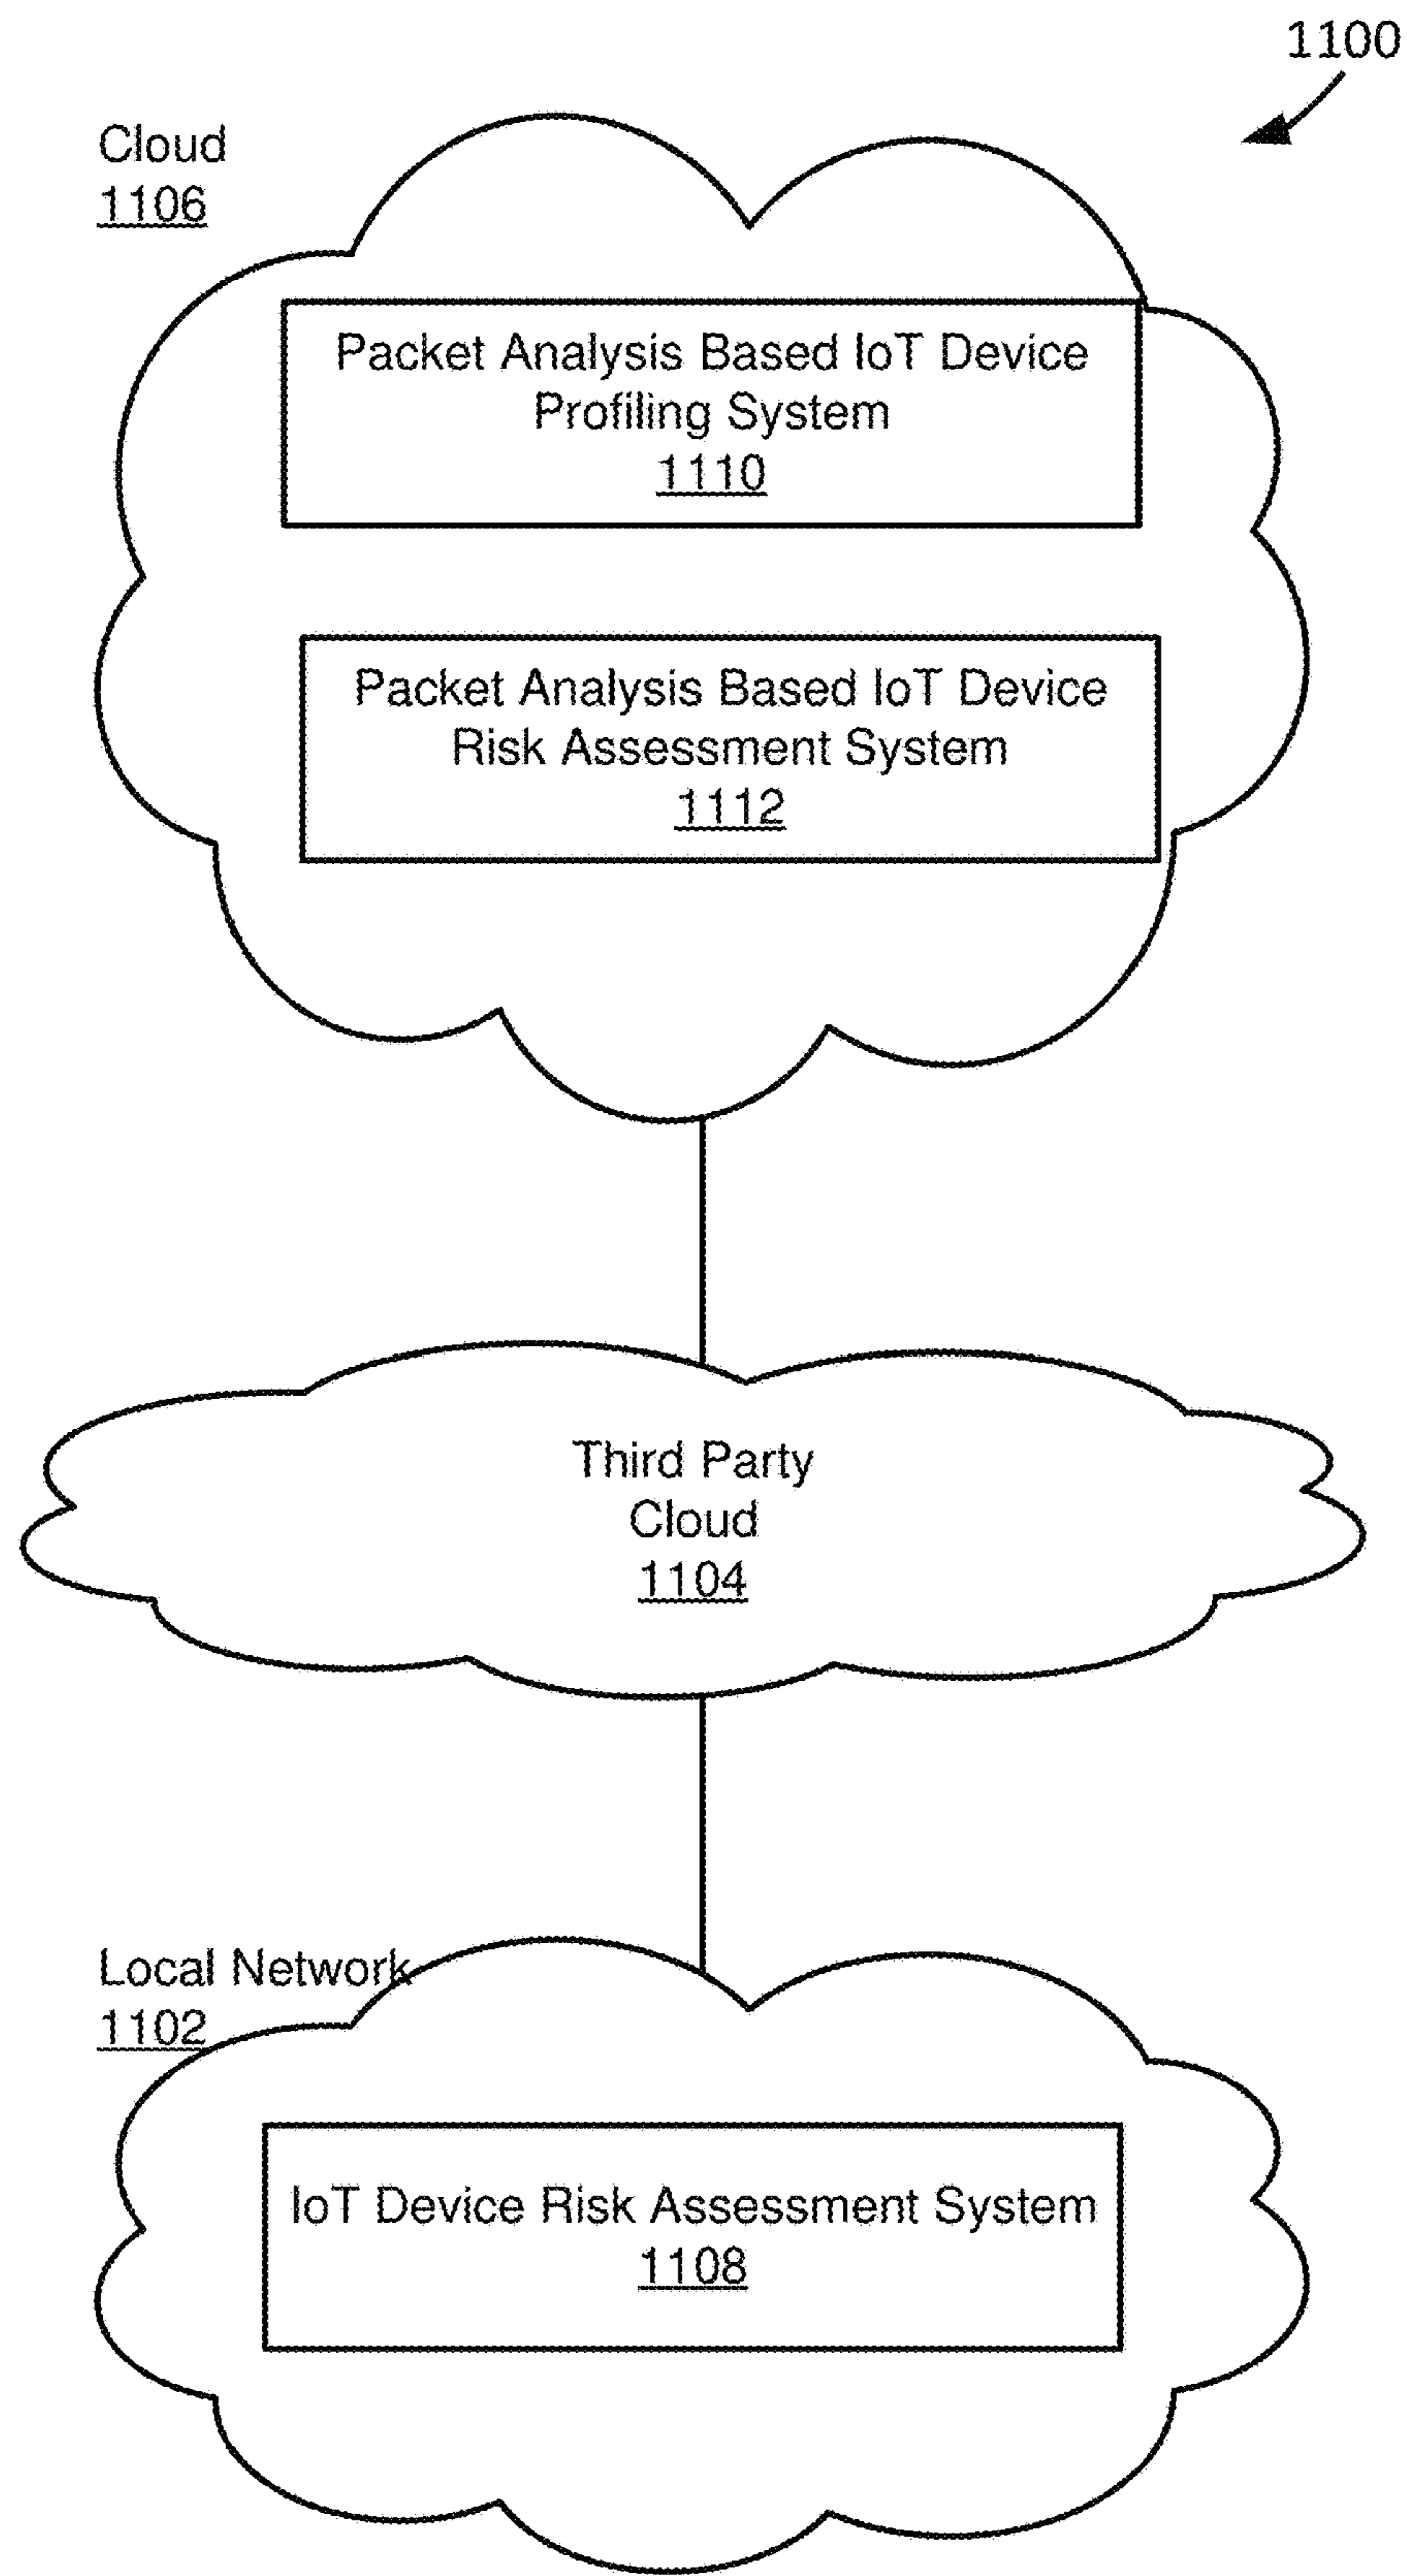 1100
Cloud
1106
Packet Analysis Based IoT Device
Profiling System
1110
Packet Analysis Based IoT Device
Risk Assessment System
1112
Third Party
Cloud
1104
Local Network
1102
IoT Device Risk Assessment System
1108